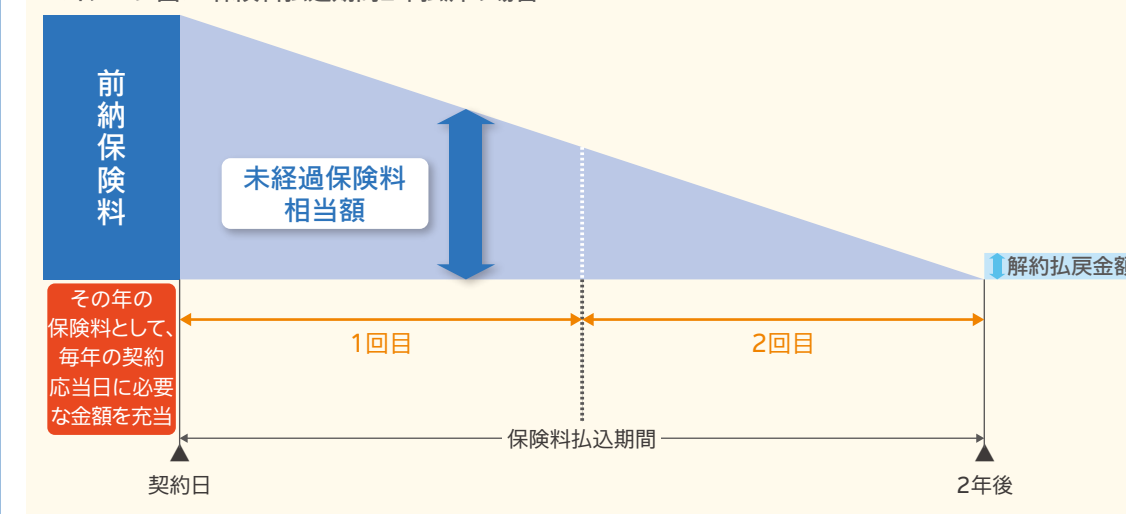 前納保険料
未経過保険料
相当額
解約払戻金額
その年の
保険料として、
毎年の契約
応当日に必要
な金額を充当
1回目
2回目
保険料払込期間
契約日
2年後